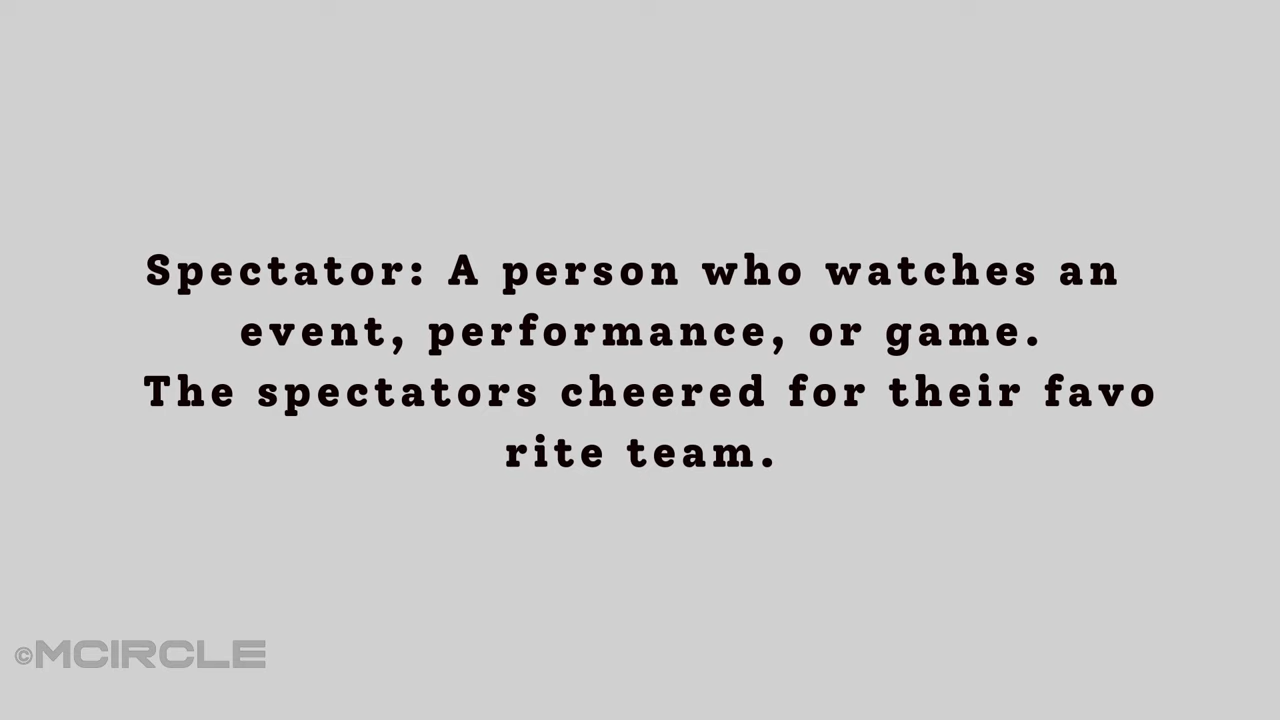 Spectator: A person who watches an
event, performance, or game.
The spectators cheered for their favo
rite team.
©MCIRCLE